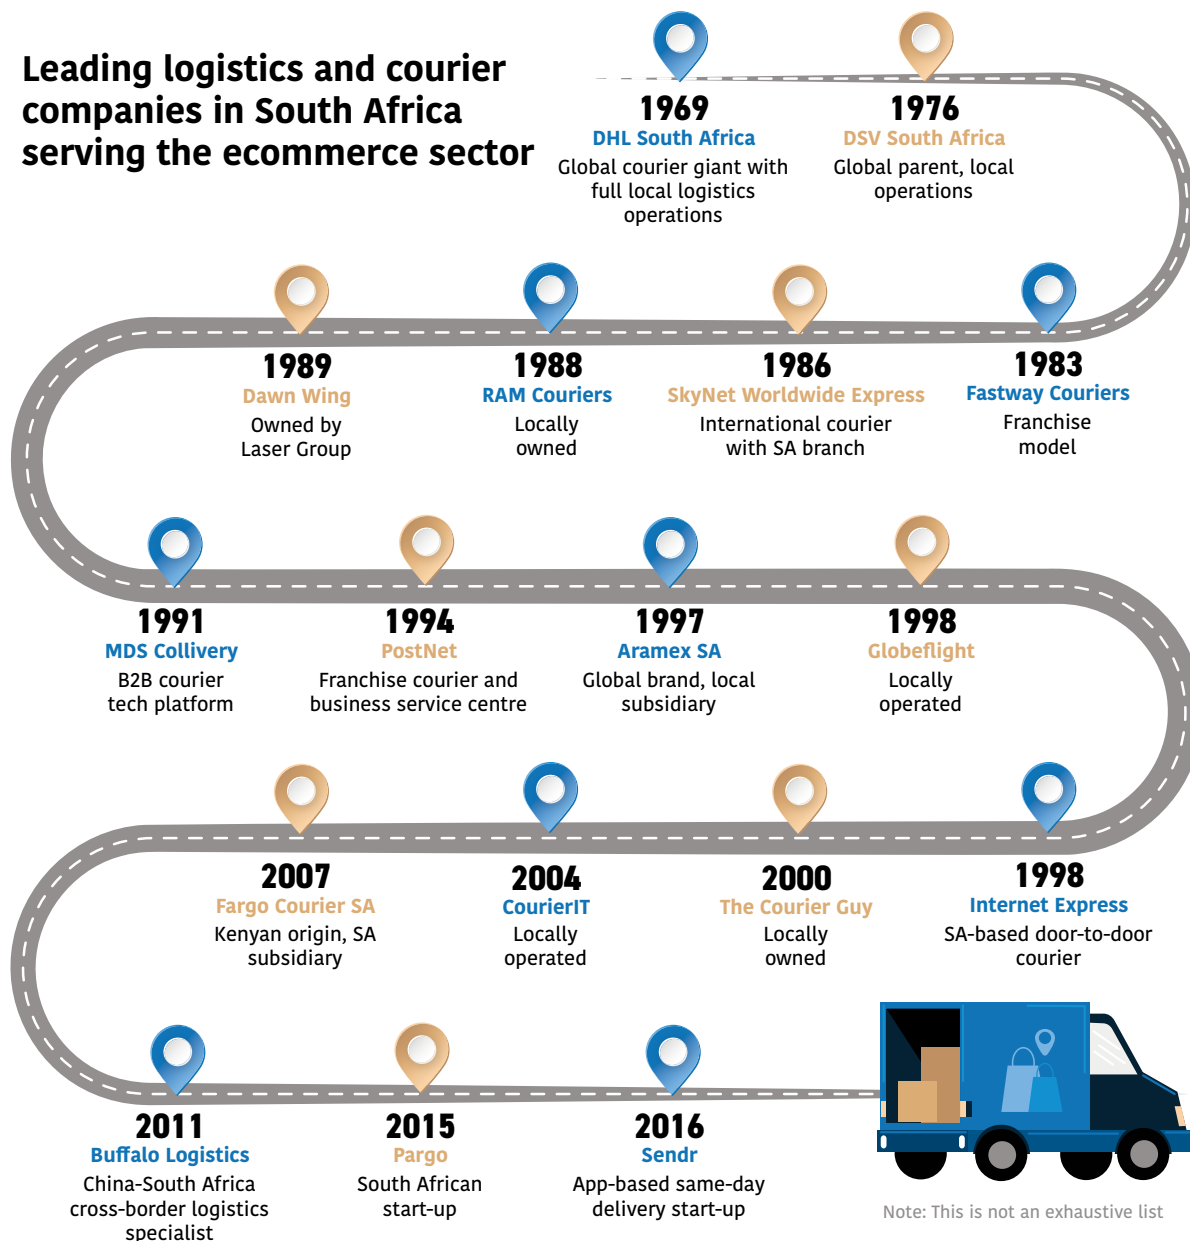 Leading logistics and courier
companies in South Africa
serving the ecommerce sector
1969
DHL South Africa
Global courier giant with
full local logistics
operations
1976
DSV South Africa
Global parent, local
operations
1989
Dawn Wing
Owned by
Laser Group
1988
RAM Couriers
Locally
owned
1986
SkyNet Worldwide Express
International courier
with SA branch
1983
Fastway Couriers
Franchise
model
1991
MDS Collivery
B2B courier
tech platform
1994
PostNet
Franchise courier and
business service centre
1997
Aramex SA
Global brand, local
subsidiary
1998
Globeflight
Locally
operated
2007
Fargo Courier SA
Kenyan origin, SA
subsidiary
2004
CourierIT
Locally
operated
2000
The Courier Guy
Locally
owned
1998
Internet Express
SA-based door-to-door
courier
2011
Buffalo Logistics
China-South Africa
cross-border logistics
specialist
2015
Pargo
South African
start-up
2016
Sendr
App-based same-day
delivery start-up
Note: This is not an exhaustive list